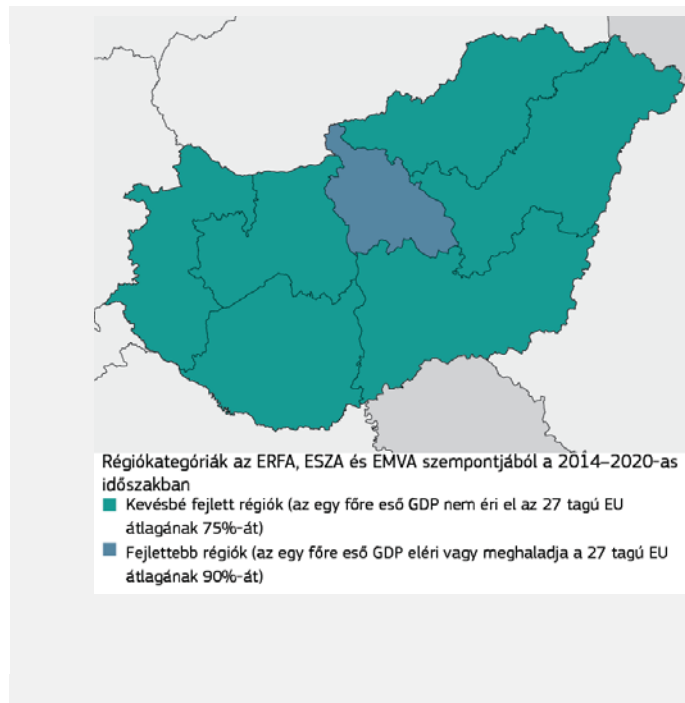 Régiókategóriák az ERFA, ESZA és EMVA szempontjából a 2014–2020-as
időszakban
Kevésbé fejlett régiók (az egy főre eső GDP nem éri el az 27 tagú EU
átlagának 75%-át)
Fejlettebb régiók (az egy főre eső GDP eléri vagy meghaladja a 27 tagú EU
átlagának 90%-át)